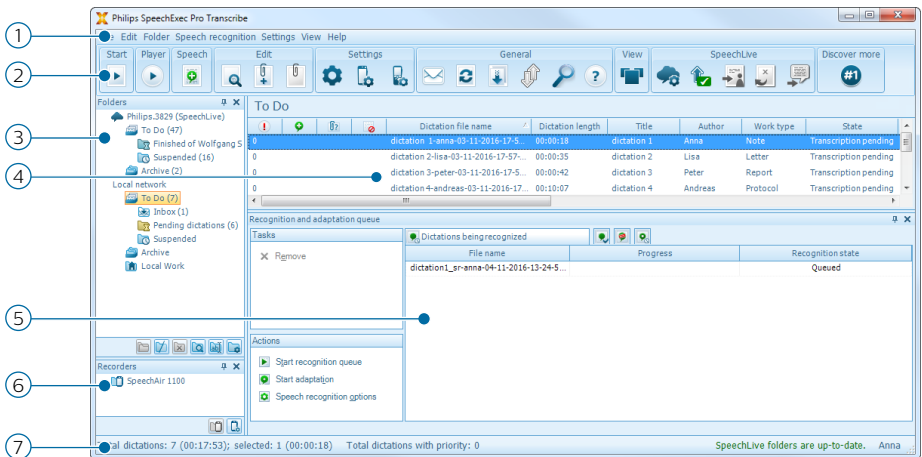 Philips SpeechExec Pro Transcribe
1
Edit Folder Speech recognition Settings View Help
Start Player Speech Edit Settings General View SpeechLive Discover more
2
?
#1
Folders
Philips.3829 (SpeechLive)
3
To Do (47)
Finished of Wolfgang S
Suspended (16)
Archive (2)
Local network
To Do (7)
Inbox (1)
Pending dictations (6)
Suspended
Archive
Local Work
To Do
Dictation file name Dictation length Title Author Work type State
0 dictation 1-anna-03-11-2016-17-5... 00:00:18 dictation 1 Anna Note Transcription pending
0 dictation 2-lisa-03-11-2016-17-57-... 00:00:35 dictation 2 Lisa Letter Transcription pending
4
0 dictation 3-peter-03-11-2016-17-5... 00:00:42 dictation 3 Peter Report Transcription pending
0 dictation 4-andreas-03-11-2016-17... 00:10:07 dictation 4 Andreas Protocol Transcription pending
Recognition and adaptation queue
Tasks
Remove
Dictations being recognized
File name Progress Recognition state
dictation1_sr-anna-04-11-2016-13-24-5... Queued
5
Actions
Start recognition queue
Start adaptation
Speech recognition options
Recorders
6
SpeechAir 1100
7
tal dictations: 7 (00:17:53); selected: 1 (00:00:18) Total dictations with priority: 0 SpeechLive folders are up-to-date. Anna